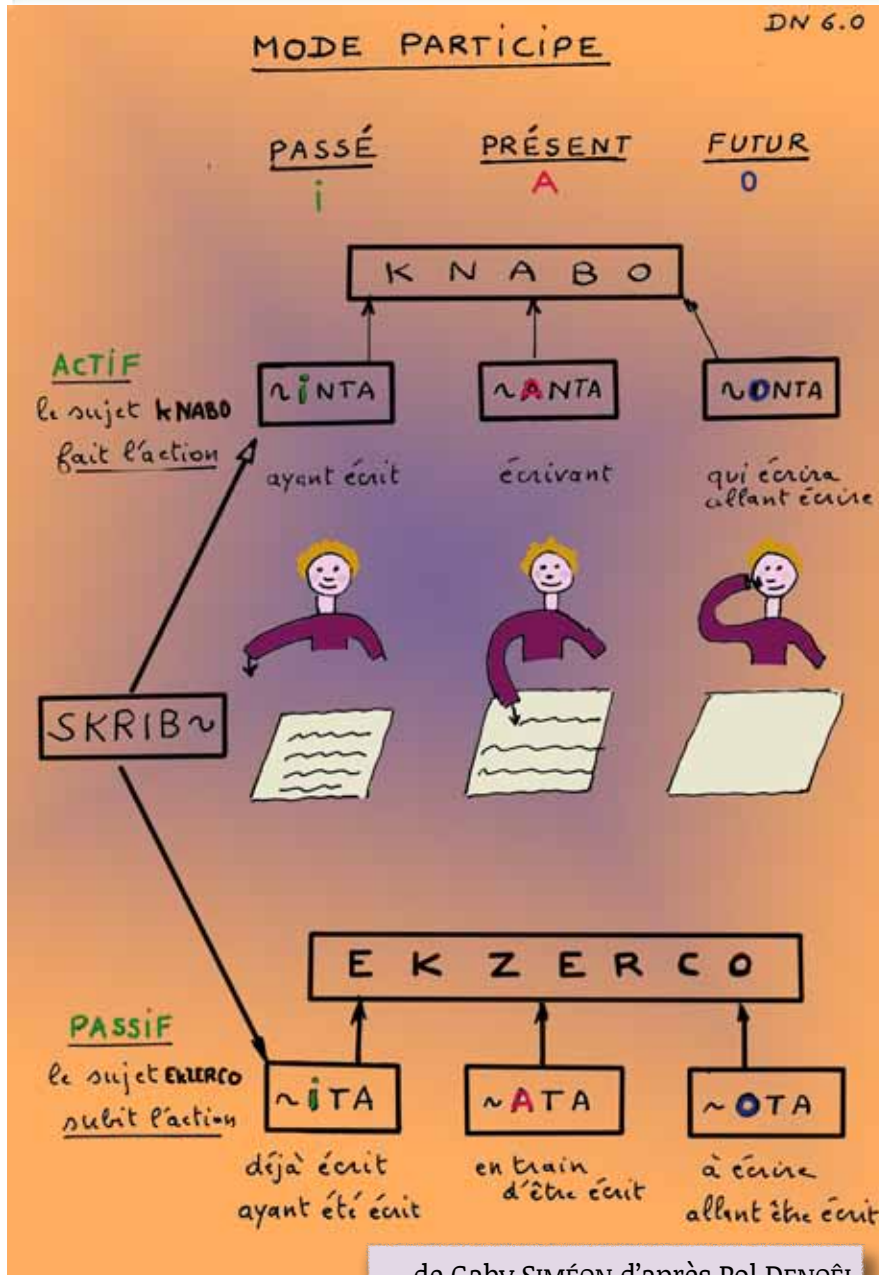 DN 6.0
MODE PARTiCiPE
PASSÉ PRÉSENT FUTUR
i A O
KNABO
ACTiF
le sujet KNABO
fait l'action
~iNTA ~ANTA ~ONTA
ayant écrit écrivant qui écrira
allant écrire
SKRIB~
EKZERCO
PASSiF
le sujet EKZERCO
subit l'action
~iTA ~ATA ~OTA
déjà écrit en train à écrire
ayant été écrit d'être écrit allant être écrit
de Gaby SIMÉON d'après Pol DENOËL